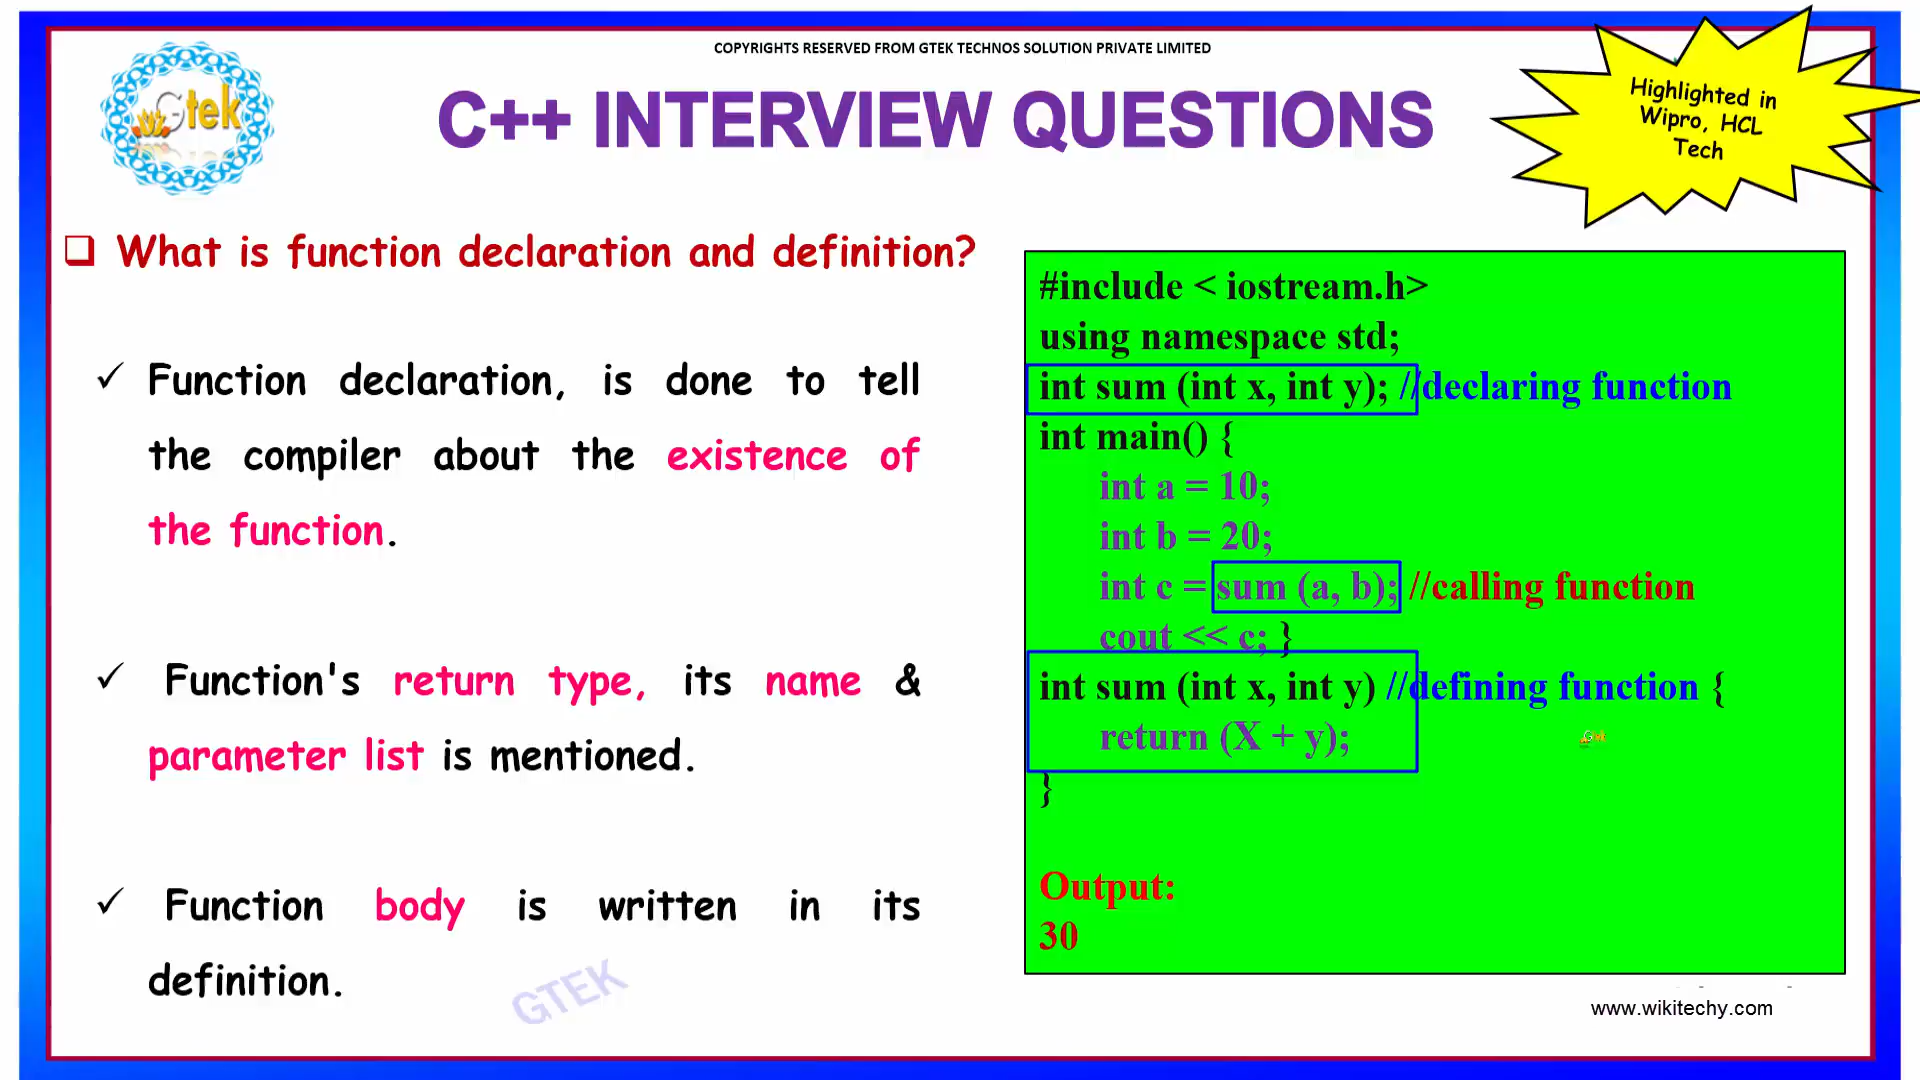 COPYRIGHTS RESERVED FROM GTEK TECHNOS SOLUTION PRIVATE LIMITED
Gtek
C++ INTERVIEW QUESTIONS
Highlighted in
Wipro, HCL
Tech
What is function declaration and definition?
Function declaration, is done to tell
the compiler about the existence of
the function.
Function's return type, its name &
parameter list is mentioned.
Function body is written in its
definition.
#include < iostream.h>
using namespace std;
int sum (int x, int y); //declaring function
int main() {
int a = 10;
int b = 20;
int c = sum (a, b); //calling function
cout << c; }
int sum (int x, int y) //defining function {
return (X + y);
}
Output:
30
GTEK
www.wikitechy.com